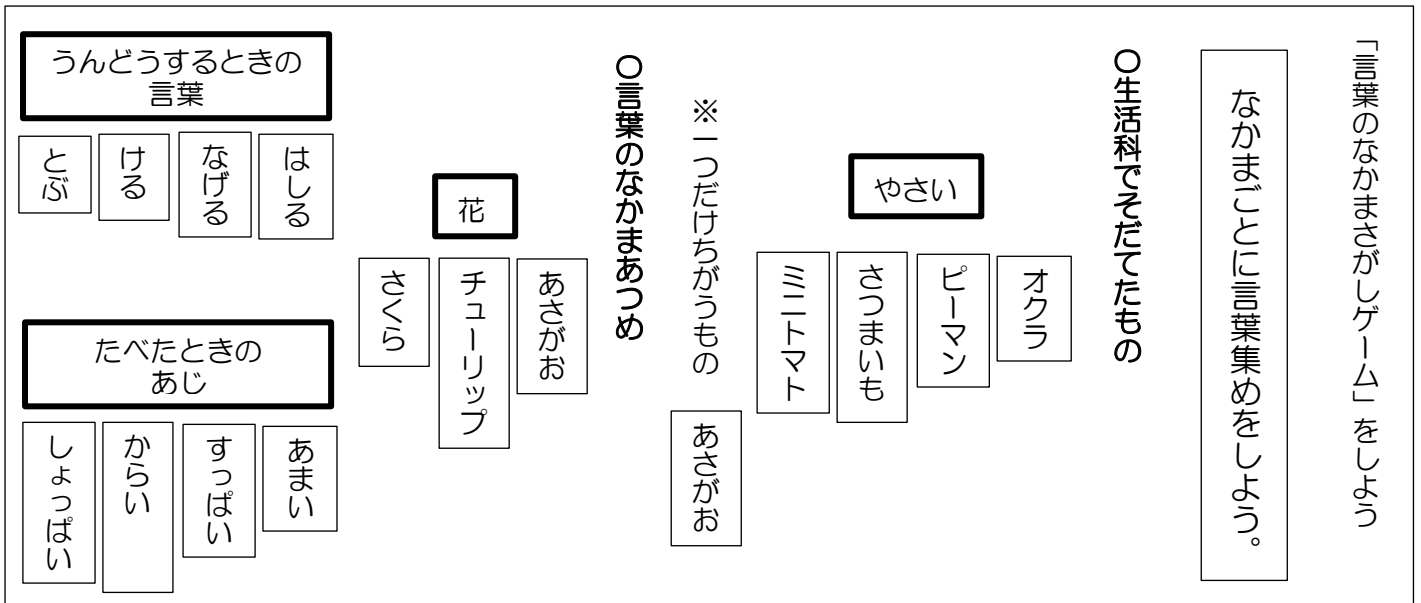 「言葉のなかまさがしゲーム」をしよう
なかまごとに言葉集めをしよう。
〇生活科でそだてたもの
やさい
オクラ
ピーマン
さつまいも
ミニトマト
※一つだけちがうもの
あさがお
〇言葉のなかまあつめ
花
あさがお
チューリップ
さくら
うんどうするときの
言葉
はしる
なげる
ける
とぶ
たべたときの
あじ
あまい
すっぱい
からい
しょっぱい